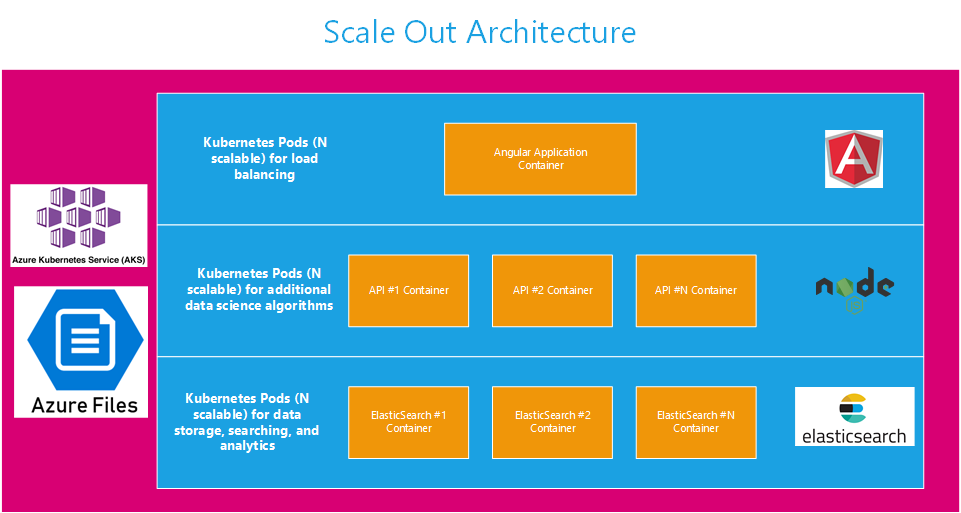 Scale Out Architecture
Kubernetes Pods (N
scalable) for load
balancing
Angular Application
Container
A
Azure Kubernetes Service (AKS)
Azure Files
Kubernetes Pods (N
scalable) for additional
data science algorithms
API #1 Container
API #2 Container
API #N Container
node
JS
Kubernetes Pods (N
scalable) for data
storage, searching, and
analytics
ElasticSearch #1
Container
ElasticSearch #2
Container
ElasticSearch #N
Container
elasticsearch